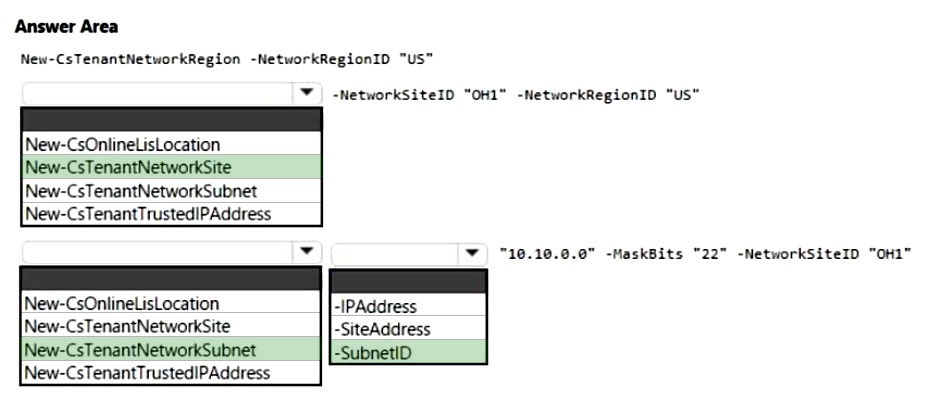 Answer Area
New-CsTenantNetworkRegion -NetworkRegionID "US"
-NetworkSiteID "OH1" -NetworkRegionID "US"
New-CsOnlineLisLocation
New-CsTenantNetworkSite
New-CsTenantNetworkSubnet
New-CsTenantTrustedIPAddress
"10.10.0.0" -MaskBits "22" -NetworkSiteID "OH1"
New-CsOnlineLisLocation
New-CsTenantNetworkSite
New-CsTenantNetworkSubnet
New-CsTenantTrustedIPAddress
-IPAddress
-SiteAddress
-SubnetID